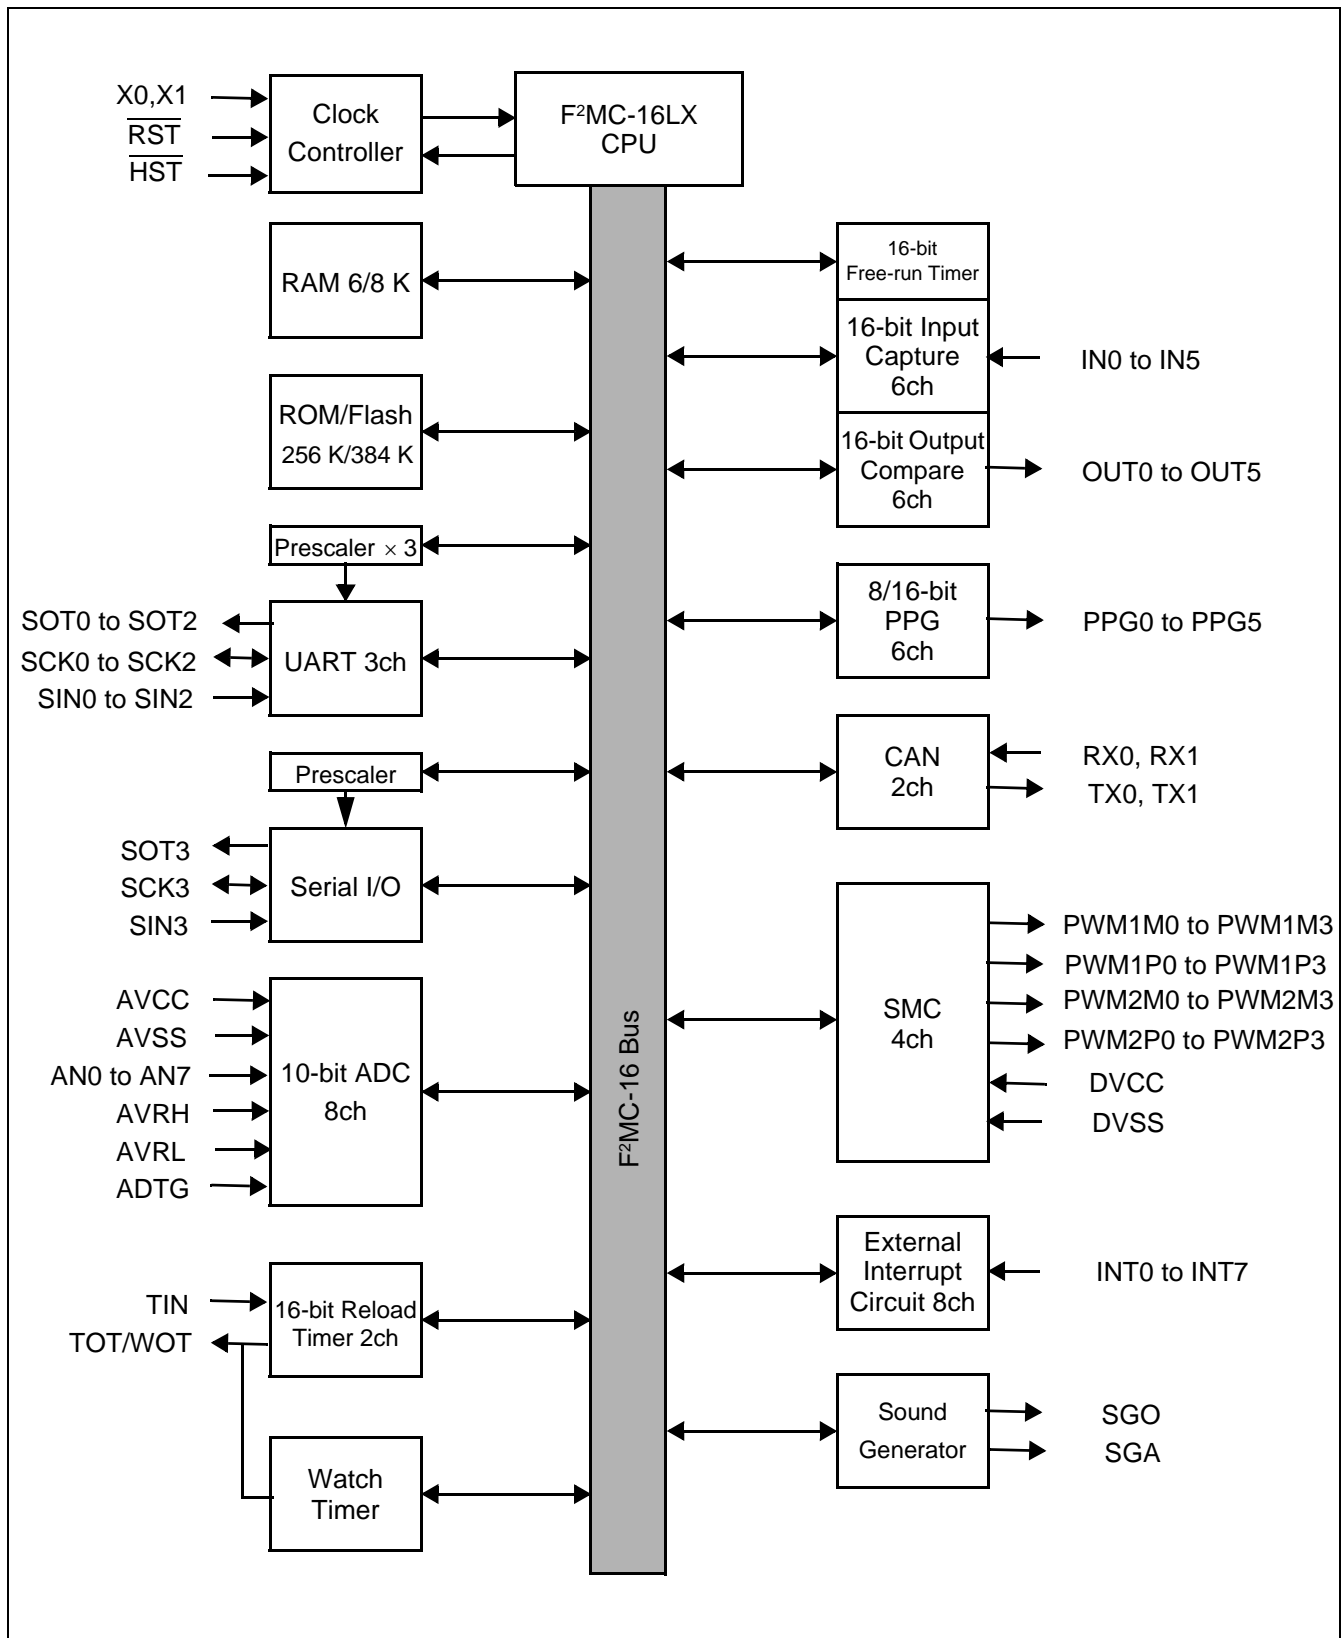 X0,X1
RST
HST
Clock
Controller
F²MC-16LX
CPU
RAM 6/8 K
ROM/Flash
256 K/384 K
Prescaler × 3
SOT0 to SOT2
SCK0 to SCK2
SIN0 to SIN2
UART 3ch
Prescaler
SOT3
SCK3
SIN3
Serial I/O
AVCC
AVSS
AN0 to AN7
AVRH
AVRL
ADTG
10-bit ADC
8ch
TIN
TOT/WOT
16-bit Reload
Timer 2ch
Watch
Timer
F²MC-16 Bus
16-bit
Free-run Timer
16-bit Input
Capture
6ch
IN0 to IN5
16-bit Output
Compare
6ch
OUT0 to OUT5
8/16-bit
PPG
6ch
PPG0 to PPG5
CAN
2ch
RX0, RX1
TX0, TX1
SMC
4ch
PWM1M0 to PWM1M3
PWM1P0 to PWM1P3
PWM2M0 to PWM2M3
PWM2P0 to PWM2P3
DVCC
DVSS
External
Interrupt
Circuit 8ch
INT0 to INT7
Sound
Generator
SGO
SGA